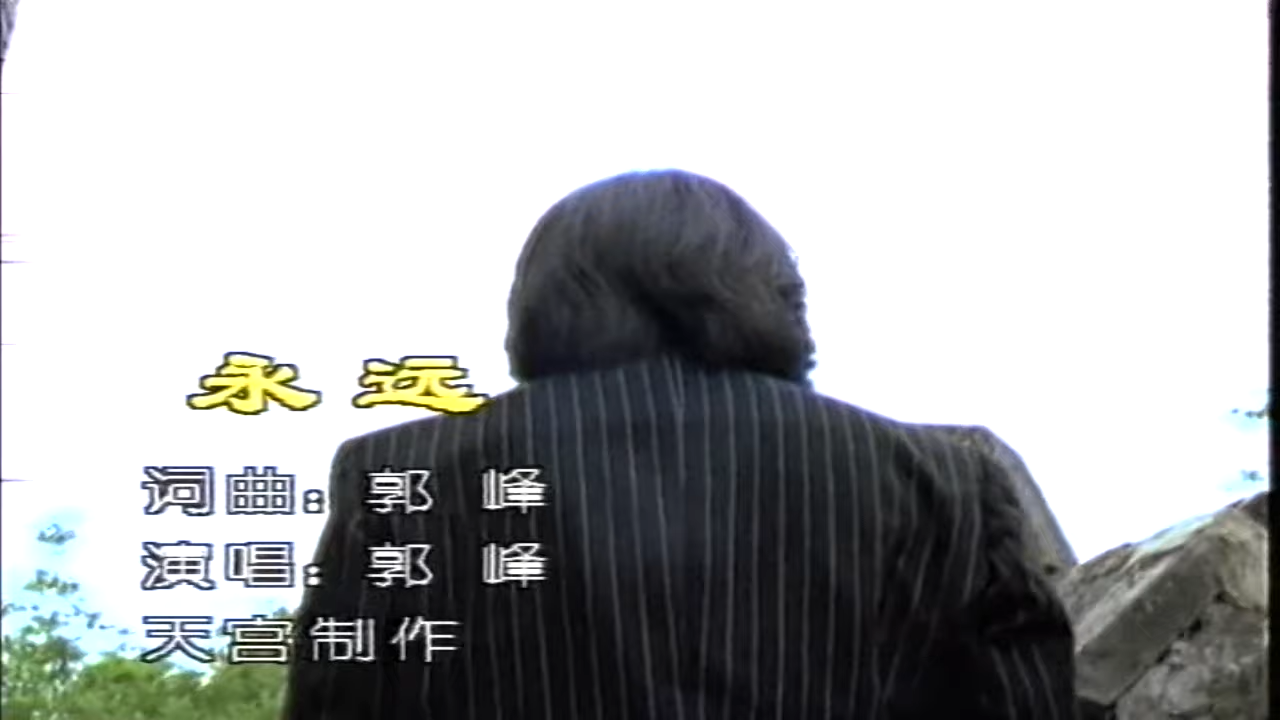 永远
词曲：郭 峰
演唱：郭 峰
天宫制作